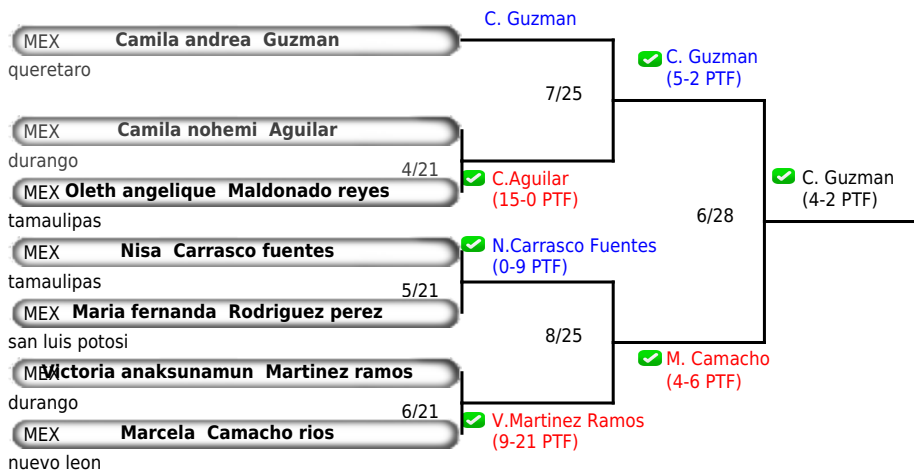 C. Guzman
MEX Camila andrea Guzman
queretaro
C. Guzman
(5-2 PTF)
7/25
MEX Camila nohemi Aguilar
durango
4/21
C.Aguilar
(15-0 PTF)
MEX Oleth angelique Maldonado reyes
tamaulipas
C. Guzman
(4-2 PTF)
6/28
MEX Nisa Carrasco fuentes
N.Carrasco Fuentes
(0-9 PTF)
tamaulipas
5/21
MEX Maria fernanda Rodriguez perez
san luis potosi
8/25
M. Camacho
(4-6 PTF)
MEX Victoria anaksunamun Martinez ramos
durango
6/21
V.Martinez Ramos
(9-21 PTF)
MEX Marcela Camacho rios
nuevo leon